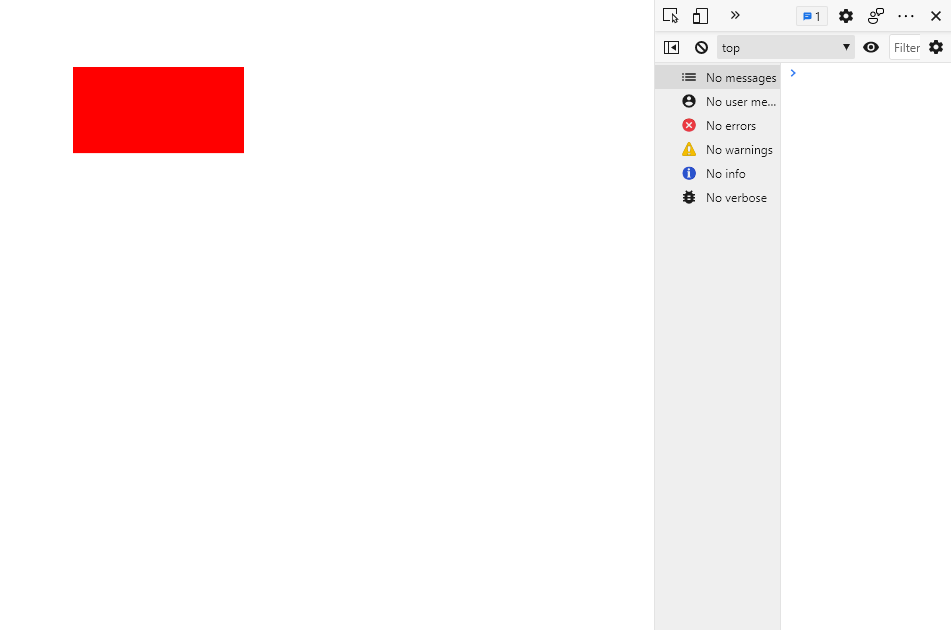 1
top
Filter
No messages
No user me...
No errors
No warnings
No info
No verbose